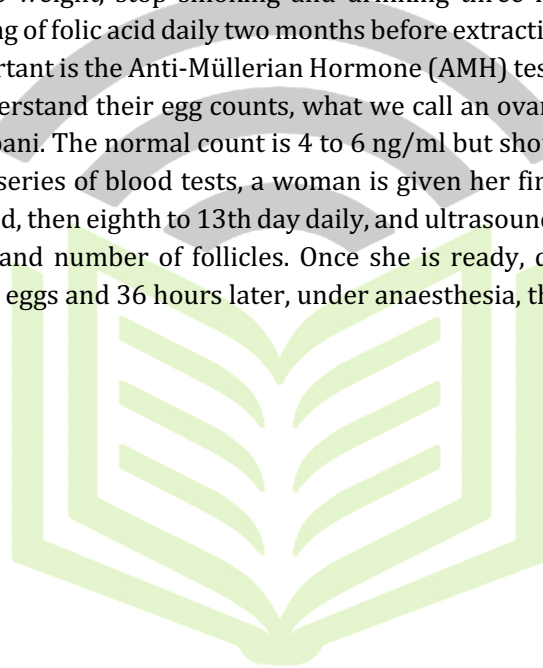 weight, stop smoking and drinking three
ng of folic acid daily two months before extracti
rtant is the Anti-Müllerian Hormone (AMH) tes
erstand their egg counts, what we call an ovar
pani. The normal count is 4 to 6 ng/ml but sho
series of blood tests, a woman is given her fin
d, then eighth to 13th day daily, and ultrasoun
and number of follicles. Once she is ready,
eggs and 36 hours later, under anaesthesia, th